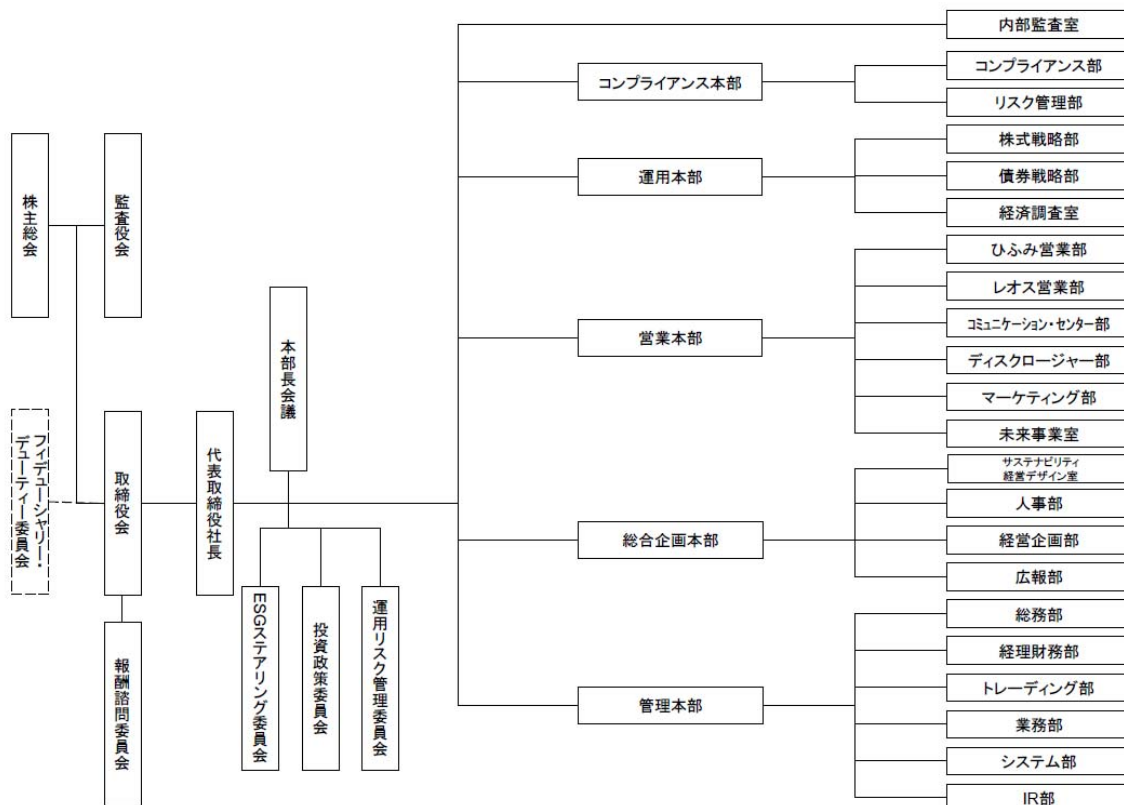 株主総会
監査役会
フィデューシャリー・
デューティー委員会
取締役会
報酬諮問委員会
代表取締役社長
本部長会議
ESGステアリング委員会
投資政策委員会
運用リスク管理委員会
内部監査室
コンプライアンス本部
コンプライアンス部
リスク管理部
運用本部
株式戦略部
債券戦略部
経済調査室
営業本部
ひふみ営業部
レオス営業部
コミュニケーション・センター部
ディスクロージャー部
マーケティング部
未来事業室
総合企画本部
サステナビリティ
経営デザイン室
人事部
経営企画部
広報部
管理本部
総務部
経理財務部
トレーディング部
業務部
システム部
IR部